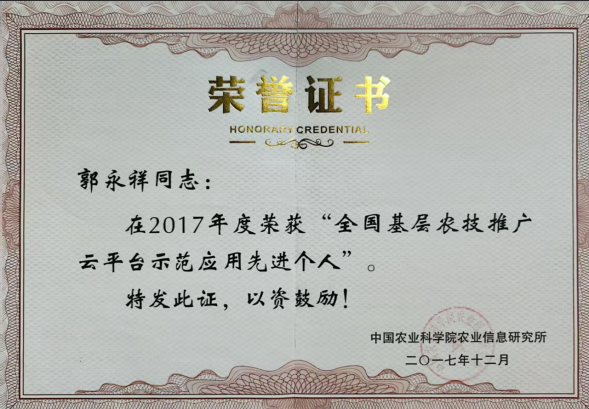 荣誉证书
HONORARY CREDENTIAL
郭永祥同志：
在2017年度荣获“全国基层农技推广
云平台示范应用先进个人”。
特发此证，以资鼓励！
中国农业科学院农业信息研究所
二〇一七年十二月